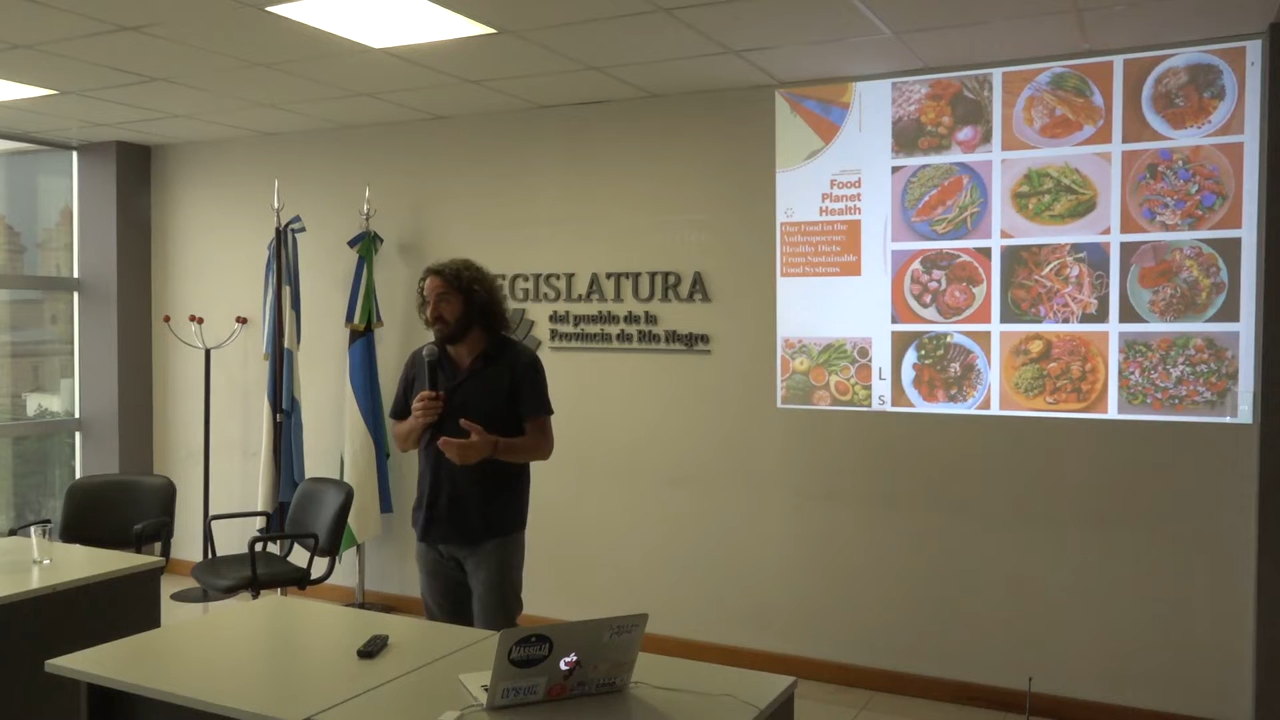 LEGISLATURA
del pueblo de la
Provincia de Río Negro
Food
Planet
Health
Our Food in the
Anthropocene:
Healthy Diets
From Sustainable
Food Systems
L
s
MASSILIA